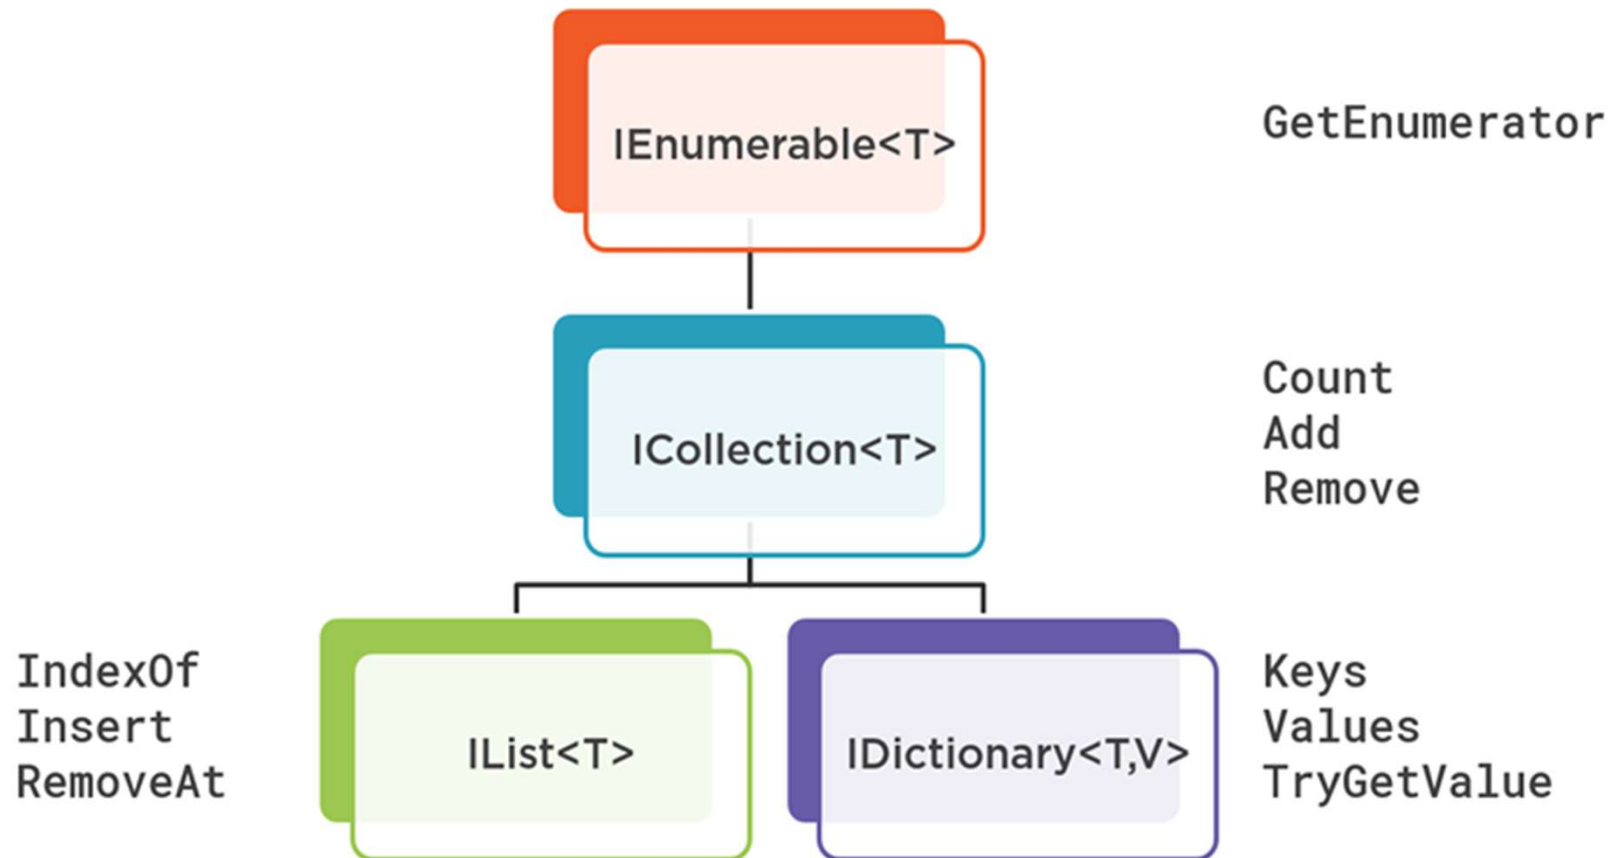 IEnumerable<T>
GetEnumerator
ICollection<T>
Count
Add
Remove
IndexOf
Insert
RemoveAt
IList<T>
IDictionary<T,V>
Keys
Values
TryGetValue